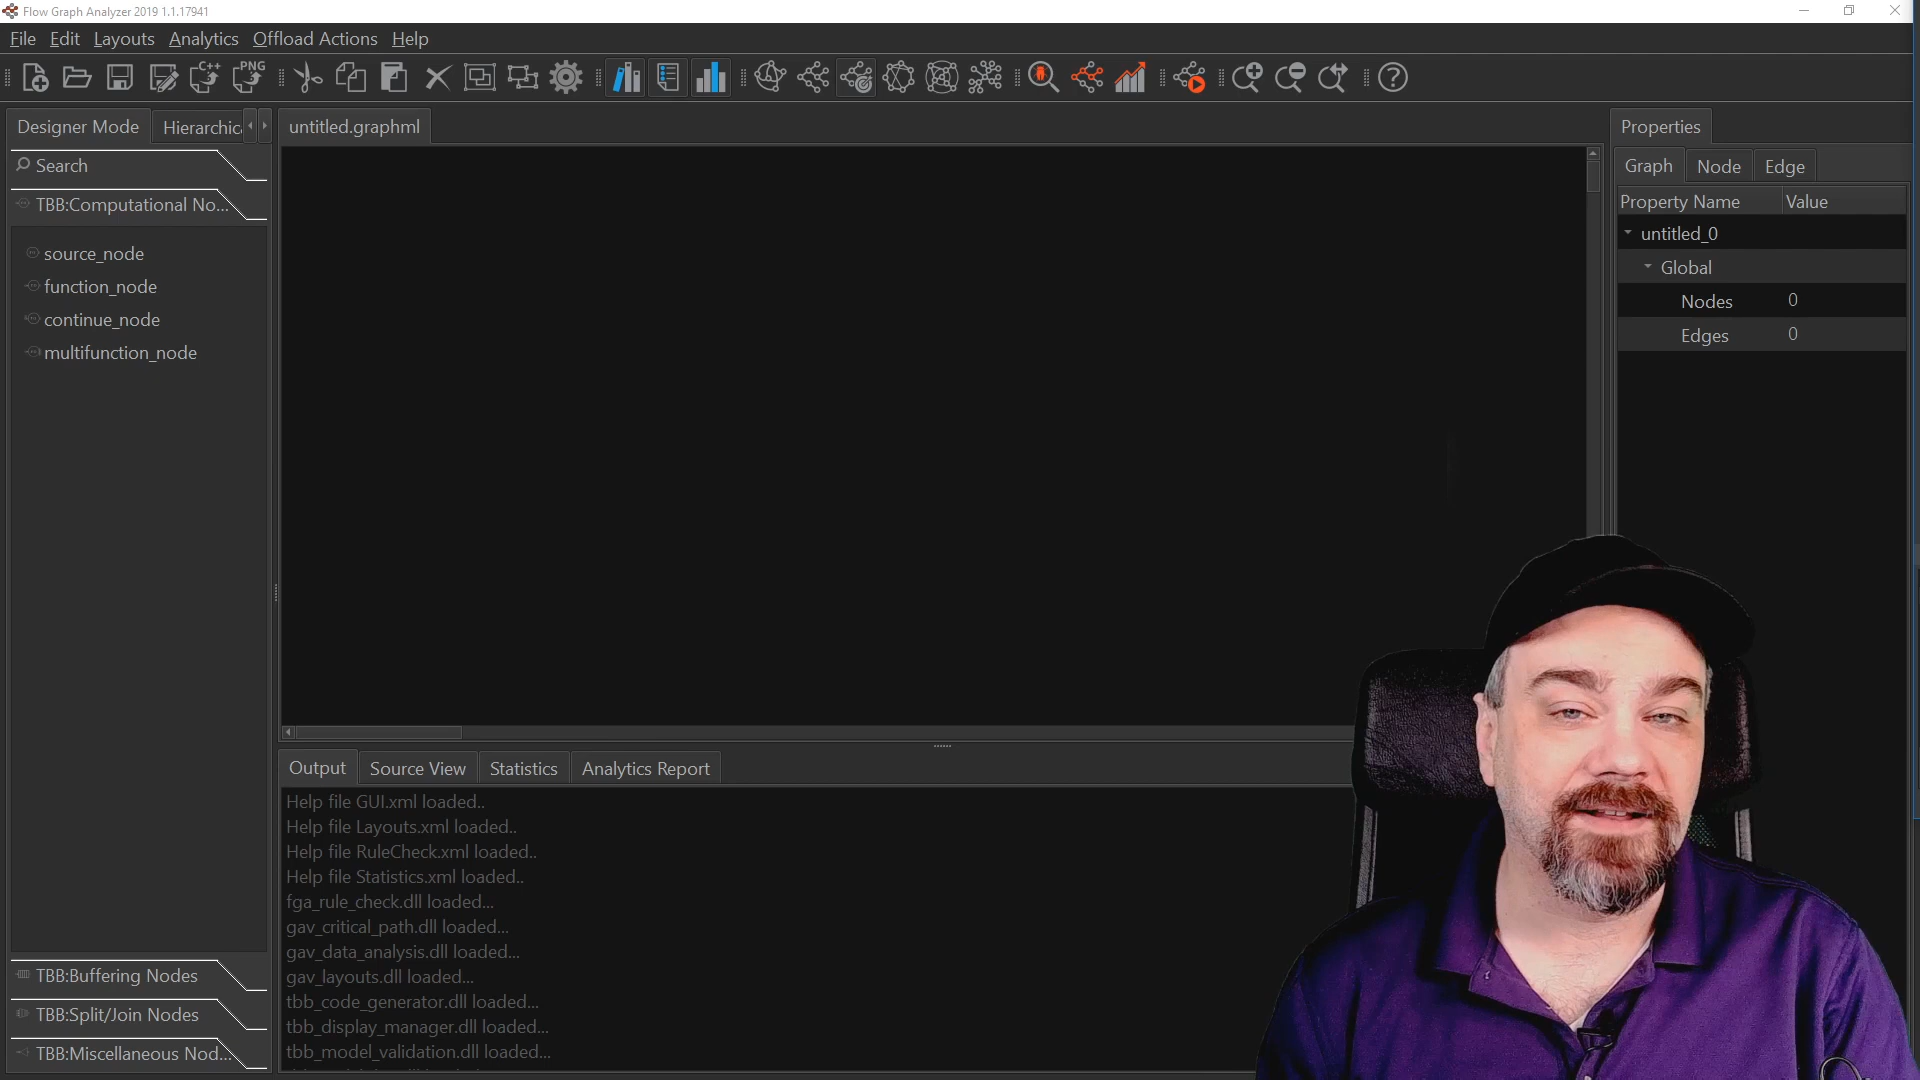 Flow Graph Analyzer 2019 1.1.17941
File Edit Layouts Analytics Offload Actions Help
C++
PNG
Designer Mode
Hierarchic
untitled.graphml
Properties
Search
Graph Node Edge
TBB:Computational No...
Property Name Value
source_node
function_node
continue_node
multifunction_node
untitled_0
Global
Nodes 0
Edges 0
Output Source View Statistics Analytics Report
Help file GUI.xml loaded..
Help file Layouts.xml loaded..
Help file RuleCheck.xml loaded..
Help file Statistics.xml loaded..
fga_rule_check.dll loaded...
gav_critical_path.dll loaded...
gav_data_analysis.dll loaded...
gav_layouts.dll loaded...
tbb_code_generator.dll loaded...
tbb_display_manager.dll loaded...
tbb_model_validation.dll loaded...
TBB:Buffering Nodes
TBB:Split/Join Nodes
TBB:Miscellaneous Nod...